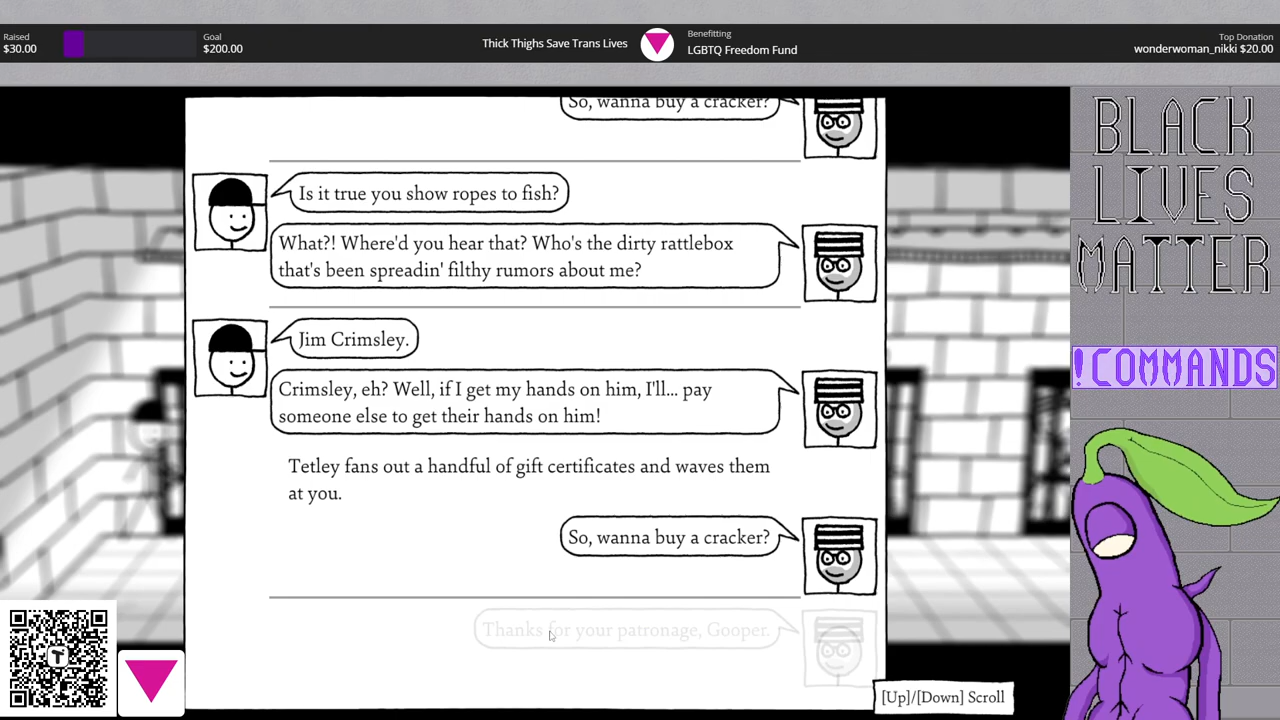 Raised
$30.00
Goal
$200.00
Thick Thighs Save Trans Lives
Benefitting
LGBTQ Freedom Fund
Top Donation
wonderwoman_nikki $20.00
So, wanna buy a cracker?
Is it true you show ropes to fish?
What?! Where'd you hear that? Who's the dirty rattlebox
that's been spreadin' filthy rumors about me?
Jim Crimsley.
Crimsley, eh? Well, if I get my hands on him, I'll... pay
someone else to get their hands on him!
Tetley fans out a handful of gift certificates and waves them
at you.
So, wanna buy a cracker?
Thanks for your patronage, Gooper.
[Up]/[Down] Scroll
BLACK
LIVES
MATTER
!COMMANDS
T